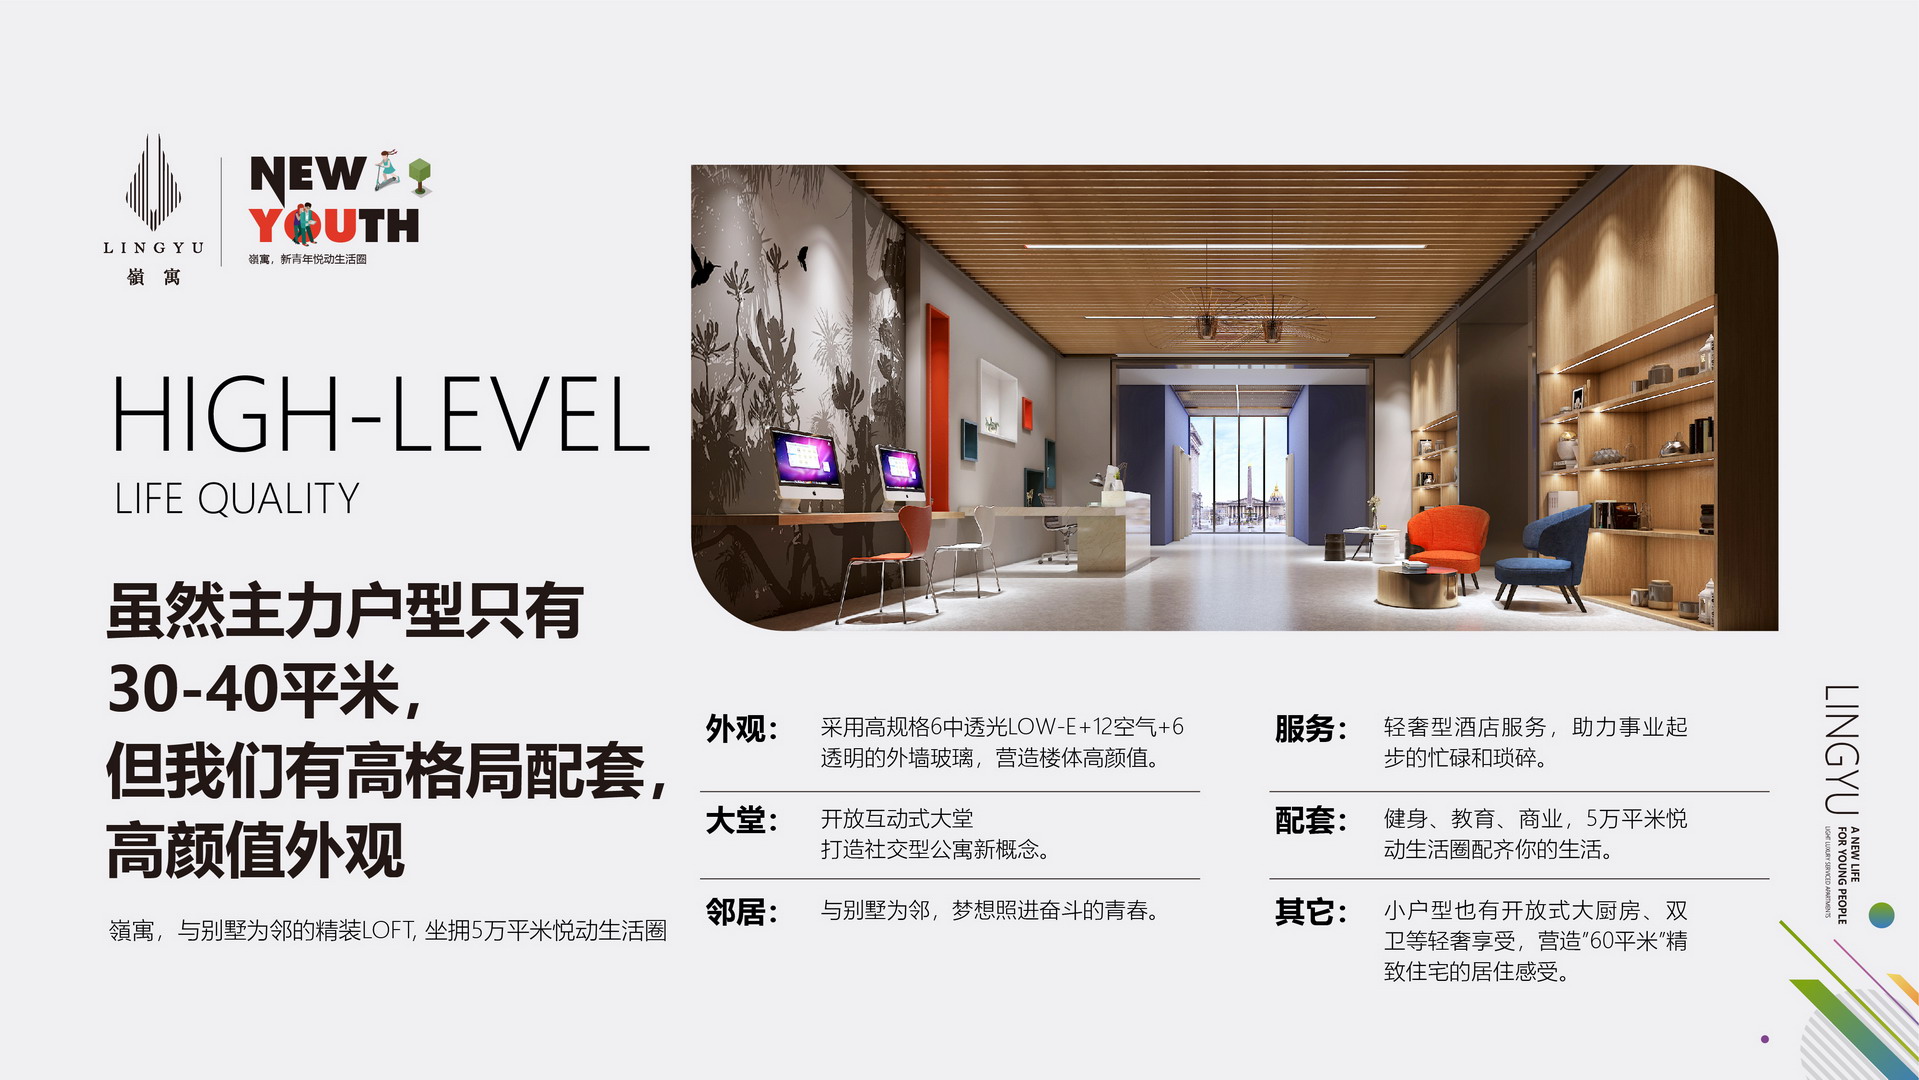 LINGYU
嶺寓
NEW
YOUTH
嶺寓，新青年悦动生活圈
HIGH-LEVEL
LIFE QUALITY
虽然主力户型只有
30-40平米，
但我们有高格局配套，
高颜值外观
嶺寓，与别墅为邻的精装LOFT, 坐拥5万平米悦动生活圈
外观：
采用高规格6中透光LOW-E+12空气+6
透明的外墙玻璃，营造楼体高颜值。
大堂：
开放互动式大堂
打造社交型公寓新概念。
邻居：
与别墅为邻，梦想照进奋斗的青春。
服务：
轻奢型酒店服务，助力事业起
步的忙碌和琐碎。
配套：
健身、教育、商业，5万平米悦
动生活圈配齐你的生活。
其它：
小户型也有开放式大厨房、双
卫等轻奢享受，营造"60平米"精
致住宅的居住感受。
LINGYU
A NEW LIFE
FOR YOUNG PEOPLE
LIGHT LUXURY SERVICED APARTMENTS